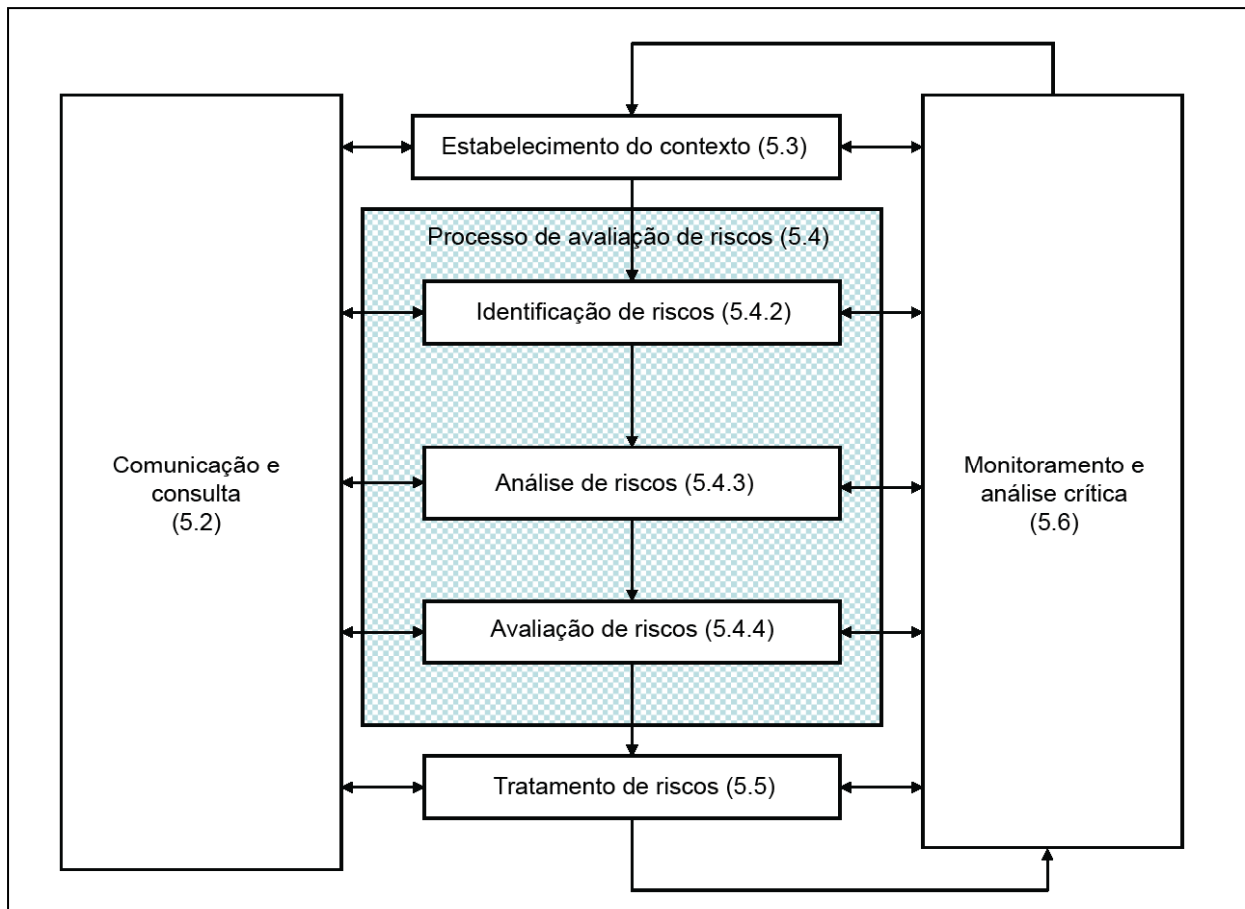 Estabelecimento do contexto (5.3)
Processo de avaliação de riscos (5.4)
Identificação de riscos (5.4.2)
Comunicação e
consulta
(5.2)
Análise de riscos (5.4.3)
Monitoramento e
análise crítica
(5.6)
Avaliação de riscos (5.4.4)
Tratamento de riscos (5.5)